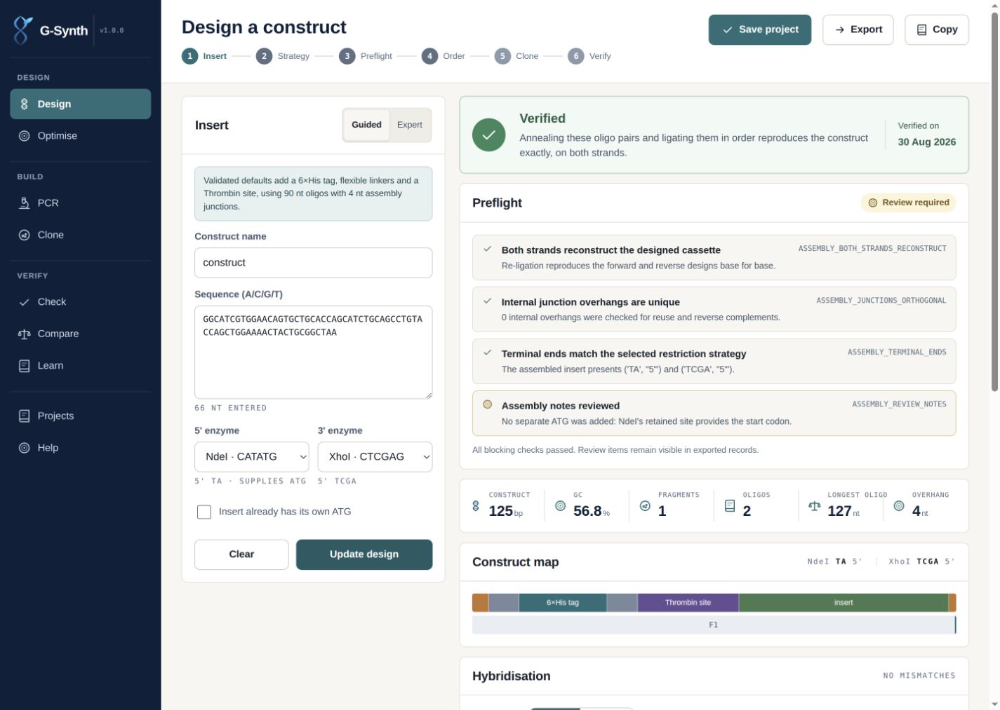 G-Synth
v1.0.0
DESIGN
Design
Optimise
BUILD
PCR
Clone
VERIFY
Check
Compare
Learn
Projects
Help
Design a construct
1 Insert
2 Strategy
3 Preflight
4 Order
5 Clone
6 Verify
Save project
Export
Copy
Insert
Guided
Expert
Validated defaults add a 6×His tag, flexible linkers and a
Thrombin site, using 90 nt oligos with 4 nt assembly
junctions.
Construct name
construct
Sequence (A/C/G/T)
GGCATCGTGGAACAGTGCTGCACCAGCATCTGCAGCCTGTA
CCAGCTGGAAAACTACTGCGGCTAA
66 NT ENTERED
5' enzyme
3' enzyme
NdeI · CATATG
XhoI · CTCGAG
5' TA · SUPPLIES ATG
5' TCGA
Insert already has its own ATG
Clear
Update design
Verified
Annealing these oligo pairs and ligating them in order reproduces the construct
exactly, on both strands.
Verified on
30 Aug 2026
Preflight
Review required
Both strands reconstruct the designed cassette
ASSEMBLY_BOTH_STRANDS_RECONSTRUCT
Re-ligation reproduces the forward and reverse designs base for base.
Internal junction overhangs are unique
ASSEMBLY_JUNCTIONS_ORTHOGONAL
0 internal overhangs were checked for reuse and reverse complements.
Terminal ends match the selected restriction strategy
ASSEMBLY_TERMINAL_ENDS
The assembled insert presents ('TA', "5'") and ('TCGA', "5'").
Assembly notes reviewed
ASSEMBLY_REVIEW_NOTES
No separate ATG was added: NdeI's retained site provides the start codon.
All blocking checks passed. Review items remain visible in exported records.
CONSTRUCT
125 bp
GC
56.8 %
FRAGMENTS
1
OLIGOS
2
LONGEST OLIGO
127 nt
OVERHANG
4 nt
Construct map
NdeI TA 5'
XhoI TCGA 5'
6×His tag
Thrombin site
insert
F1
Hybridisation
NO MISMATCHES